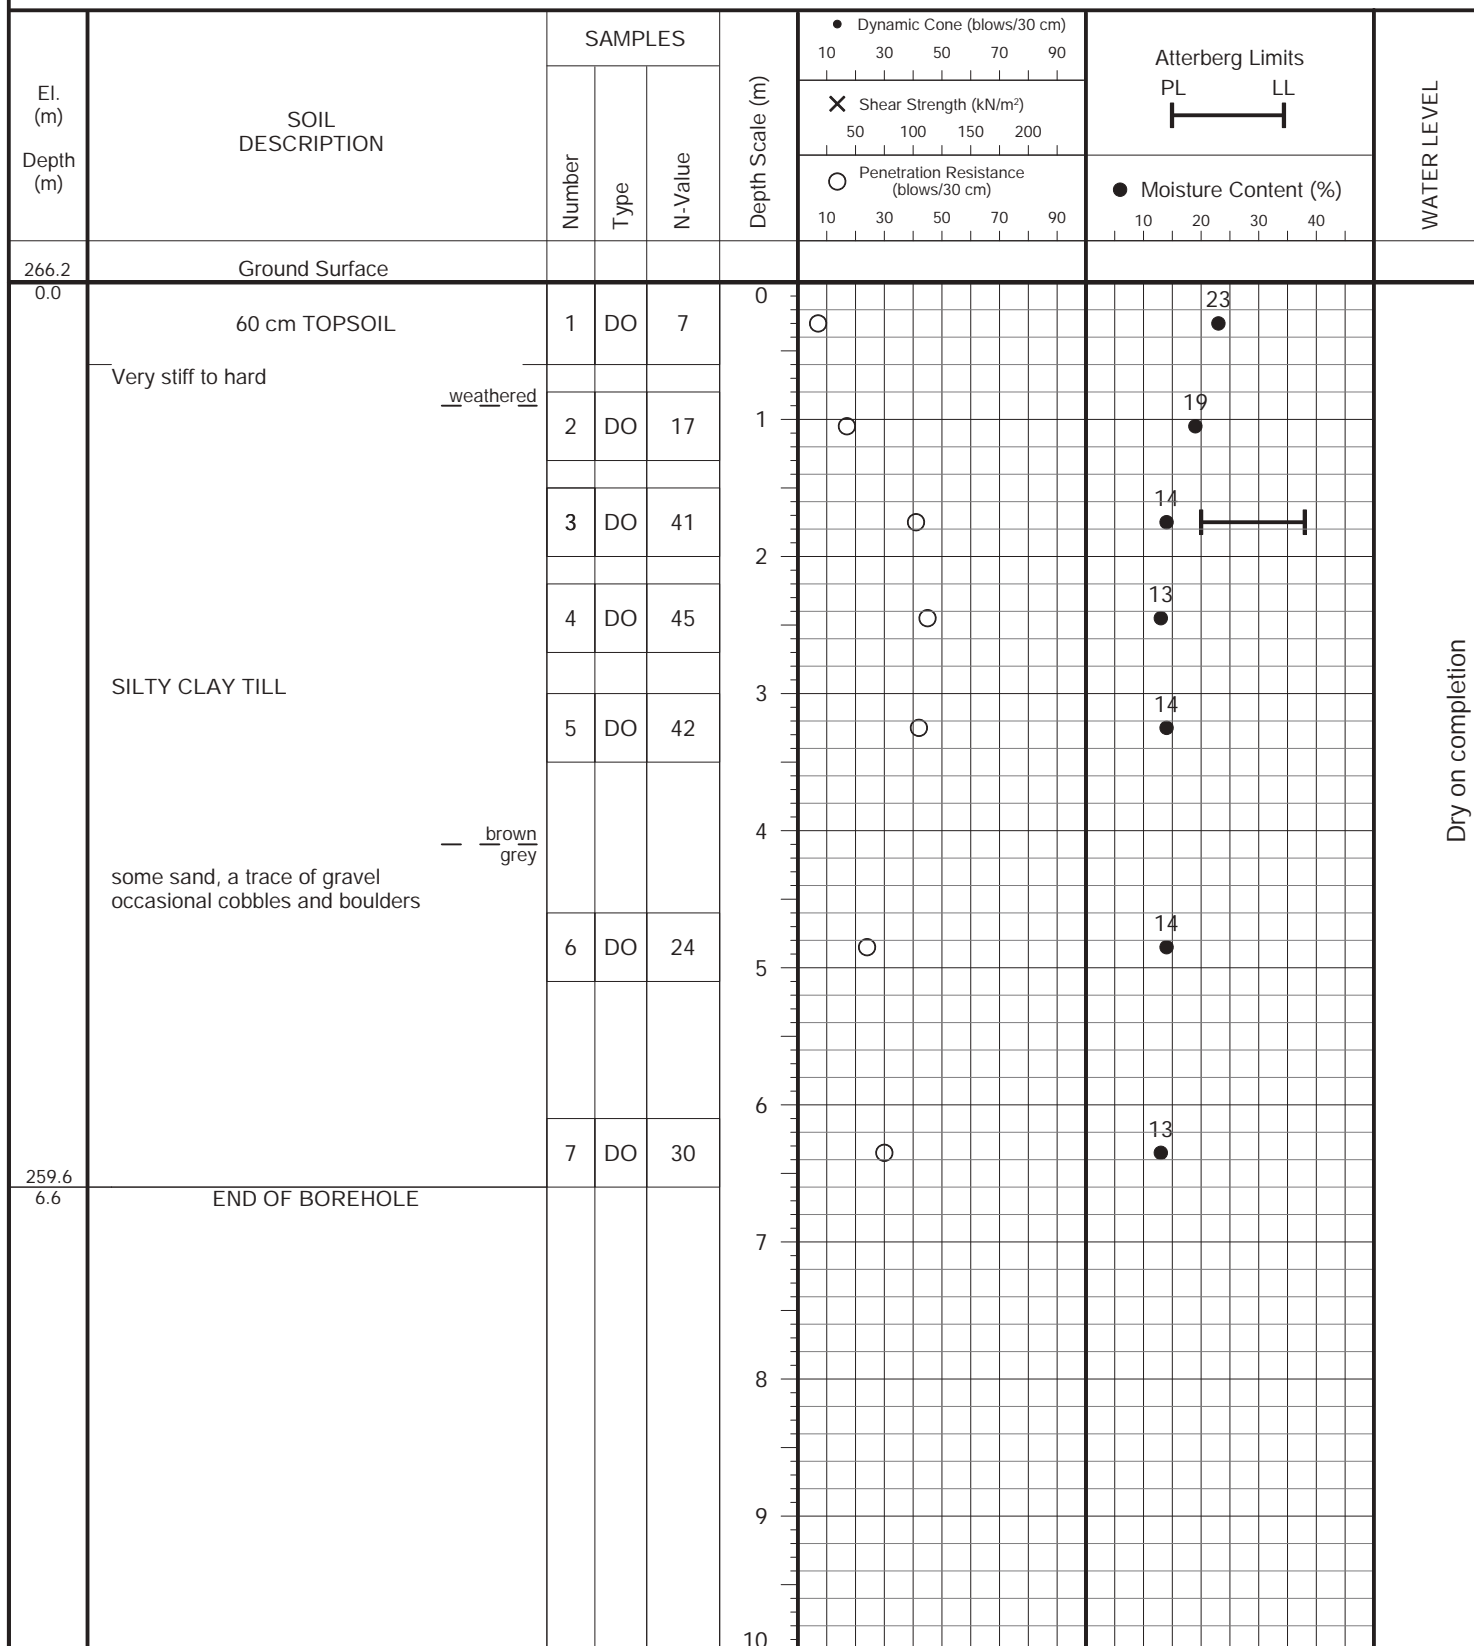 El.
(m)
Depth
(m)
SOIL
DESCRIPTION
SAMPLES
Number
Type
N-Value
Depth Scale (m)
Dynamic Cone (blows/30 cm)
10 30 50 70 90
Shear Strength (kN/m²)
50 100 150 200
Penetration Resistance
(blows/30 cm)
10 30 50 70 90
Atterberg Limits
PL LL
Moisture Content (%)
10 20 30 40
WATER LEVEL
266.2 Ground Surface
0.0
0
23
60 cm TOPSOIL 1 DO 7
Very stiff to hard
weathered
19
1
2 DO 17
14
3 DO 41
2
13
4 DO 45
SILTY CLAY TILL
3
14
5 DO 42
4
brown
grey
some sand, a trace of gravel
occasional cobbles and boulders
14
6 DO 24
5
6
13
7 DO 30
259.6
6.6 END OF BOREHOLE
7
8
9
10
Dry on completion